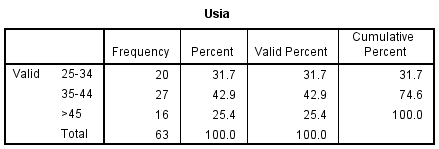 Usia
Frequency Percent Valid Percent Cumulative Percent
Valid 25-34 20 31.7 31.7 31.7
35-44 27 42.9 42.9 74.6
>45 16 25.4 25.4 100.0
Total 63 100.0 100.0